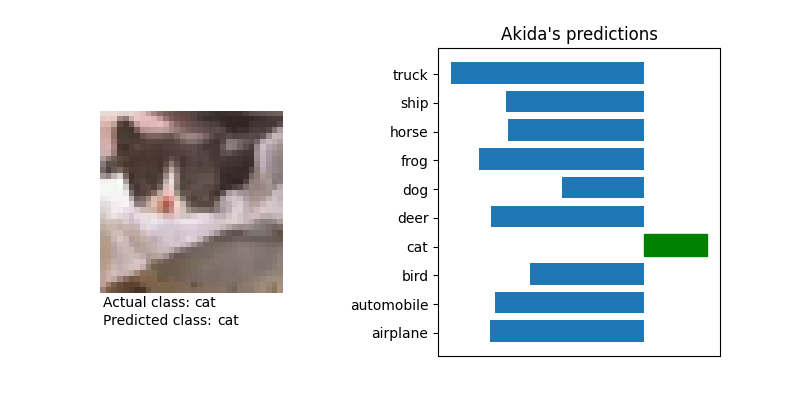 Akida's predictions
truck
ship
horse
frog
dog
deer
cat
bird
automobile
airplane
Actual class: cat
Predicted class: cat